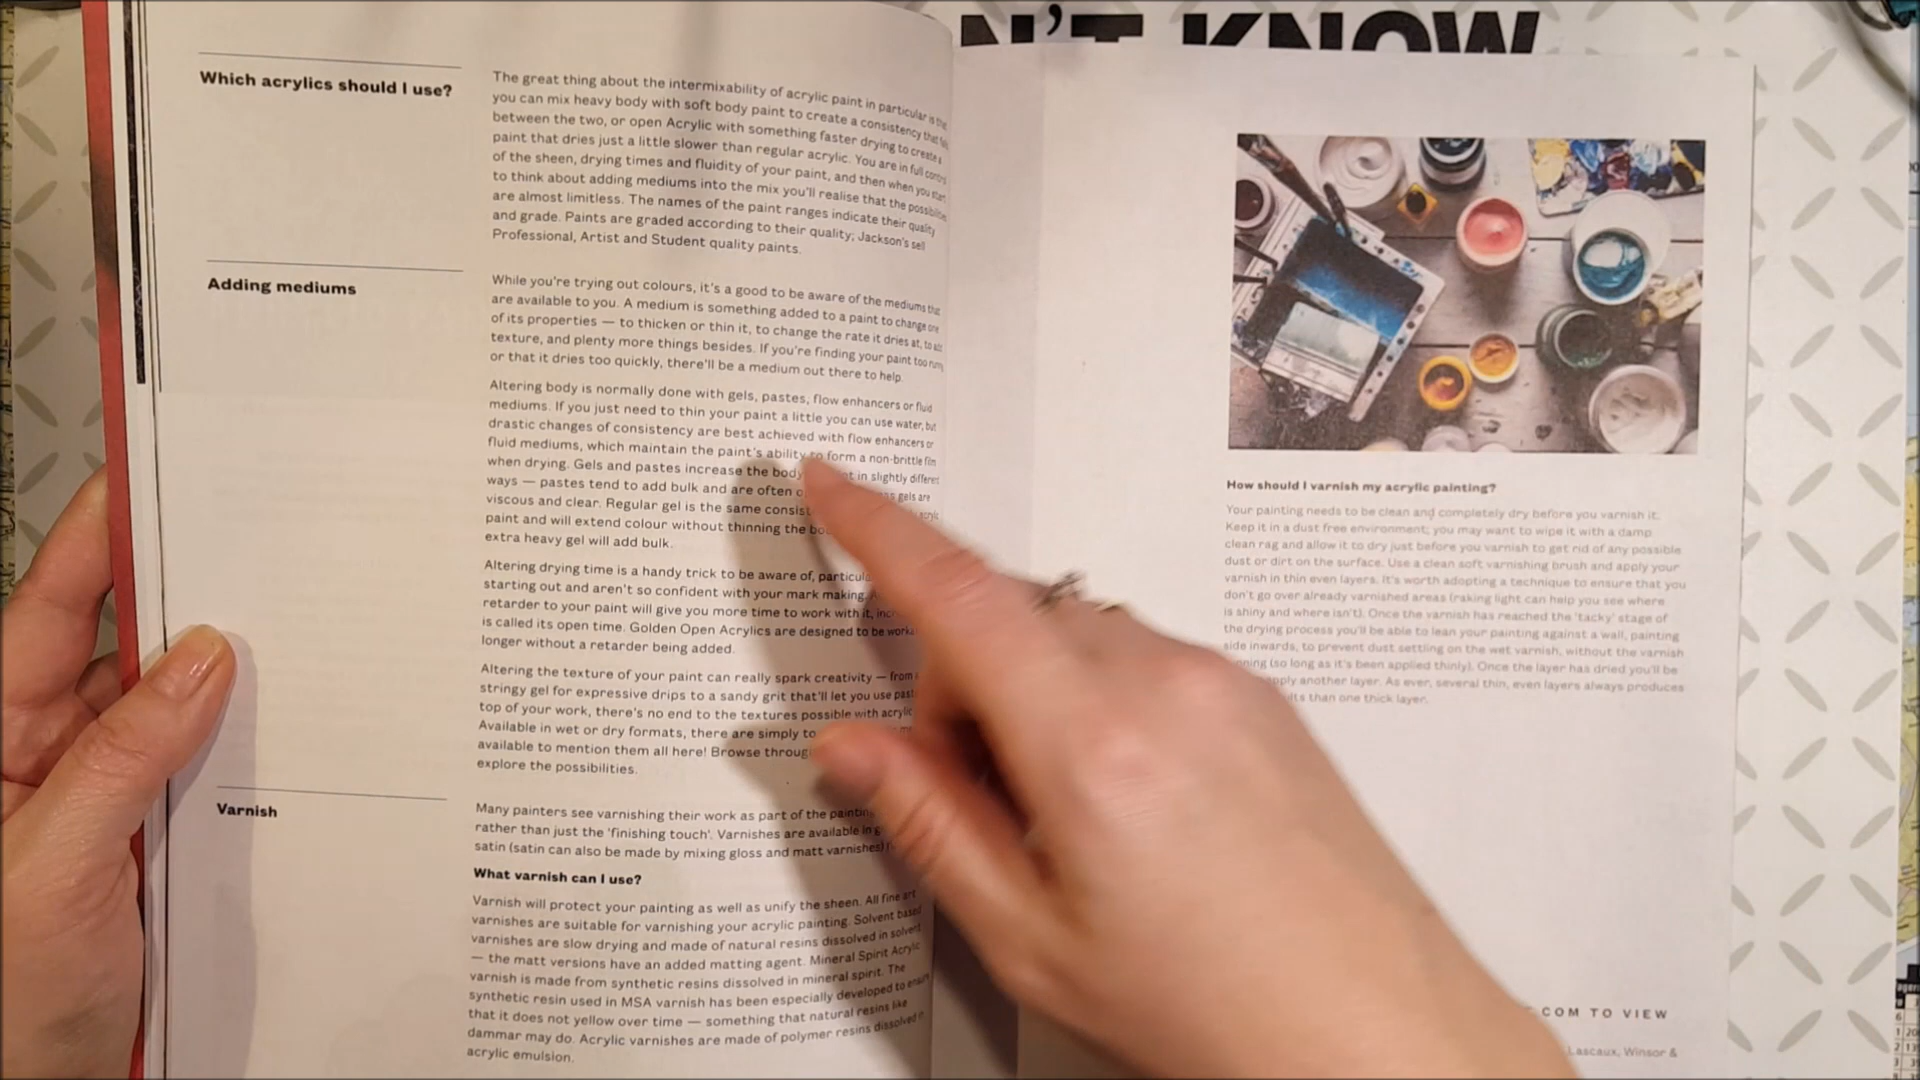 N'T KNOW
Which acrylics should I use?
The great thing about the intermixability of acrylic paint in particular is that
you can mix heavy body with soft body paint to create a consistency that falls
between the two, or open Acrylic with something faster drying to create a
paint that dries just a little slower than regular acrylic. You are in full control
of the sheen, drying times and fluidity of your paint, and then when you start
to think about adding mediums into the mix you'll realise that the possibilities
are almost limitless. The names of the paint ranges indicate their quality
and grade. Paints are graded according to their quality; Jackson's sell
Professional, Artist and Student quality paints.
Adding mediums
While you're trying out colours, it's a good to be aware of the mediums that
are available to you. A medium is something added to a paint to change one
of its properties — to thicken or thin it, to change the rate it dries at, to add
texture, and plenty more things besides. If you're finding your paint too runny
or that it dries too quickly, there'll be a medium out there to help.
Altering body is normally done with gels, pastes, flow enhancers or fluid
mediums. If you just need to thin your paint a little you can use water, but
drastic changes of consistency are best achieved with flow enhancers or
fluid mediums, which maintain the paint's ability to form a non-brittle film
when drying. Gels and pastes increase the body in slightly different
ways — pastes tend to add bulk and are often gels are
viscous and clear. Regular gel is the same acrylic
paint and will extend colour without thinning the
extra heavy gel will add bulk.
Altering drying time is a handy trick to be aware of,
starting out and aren't so confident with your mark making.
retarder to your paint will give you more time to work with it,
is called its open time. Golden Open Acrylics are designed to be
longer without a retarder being added.
Altering the texture of your paint can really spark creativity — from
stringy gel for expressive drips to a sandy grit that'll let you use
top of your work, there's no end to the textures possible with
Available in wet or dry formats, there are simply
available to mention them all here! Browse
explore the possibilities.
Varnish
Many painters see varnishing their work as part of the
rather than just the 'finishing touch'. Varnishes are available in
satin (satin can also be made by mixing gloss and matt varnishes)
What varnish can I use?
Varnish will protect your painting as well as unify the sheen. All fine art
varnishes are suitable for varnishing your acrylic painting. Solvent based
varnishes are slow drying and made of natural resins dissolved in solvent
— the matt versions have an added matting agent. Mineral Spirit Acrylic
varnish is made from synthetic resins dissolved in mineral spirit. The
synthetic resin used in MSA varnish has been especially developed to ensure
that it does not yellow over time — something that natural resins like
dammar may do. Acrylic varnishes are made of polymer resins dissolved in
acrylic emulsion.
How should I varnish my acrylic painting?
Your painting needs to be clean and completely dry before you varnish it.
Keep it in a dust free environment; you may want to wipe it with a damp
clean rag and allow it to dry just before you varnish to get rid of any possible
dust or dirt on the surface. Use a clean soft varnishing brush and apply your
varnish in thin even layers. It's worth adopting a technique to ensure that you
don't go over already varnished areas (raking light can help you see where
is shiny and where isn't). Once the varnish has reached the 'tacky' stage of
the drying process you'll be able to lean your painting against a wall, painting
side inwards, to prevent dust settling on the wet varnish, without the varnish
(so long as it's been applied thinly). Once the layer has dried you'll be
another layer. As ever, several thin, even layers always produces
than one thick layer.
COM TO VIEW
Lascaux, Winsor &